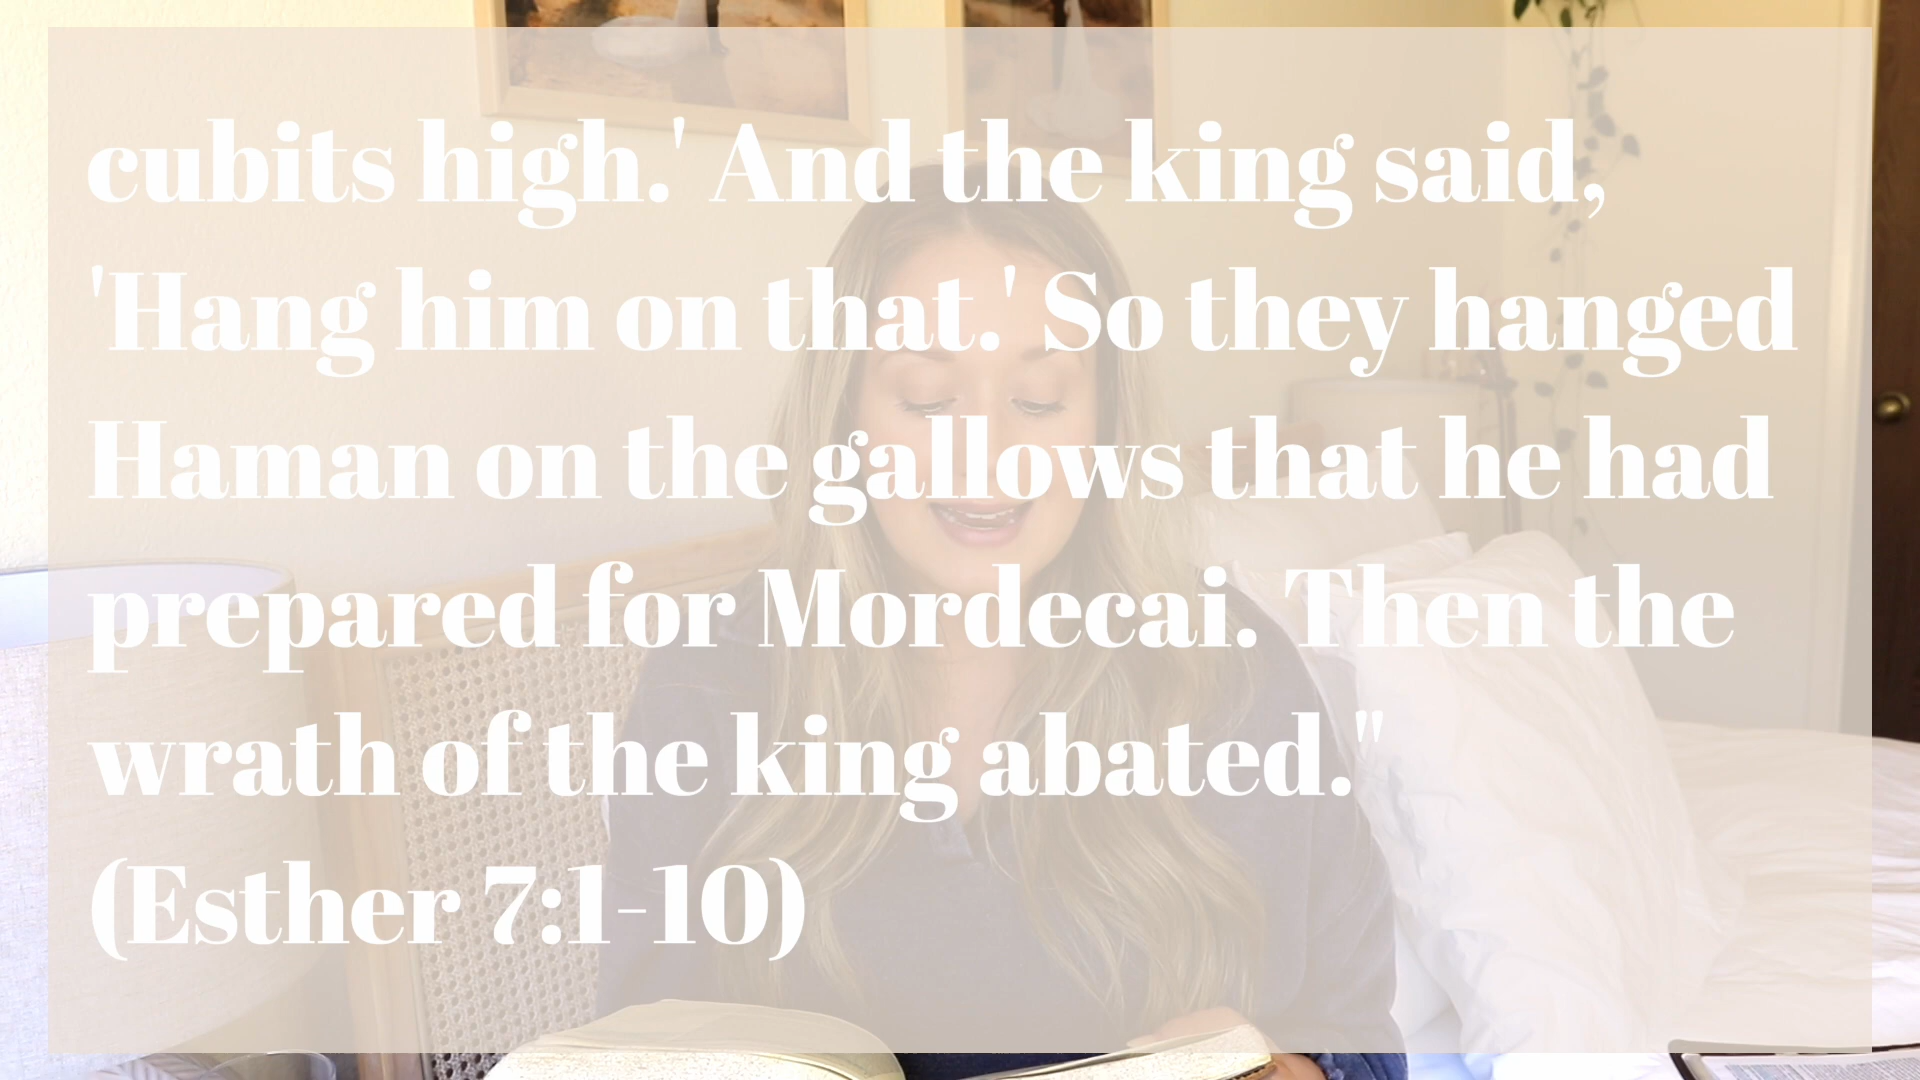 cubits high.' And the king said,
'Hang him on that.' So they hanged
Haman on the gallows that he had
prepared for Mordecai. Then the
wrath of the king abated."
(Esther 7:1-10)